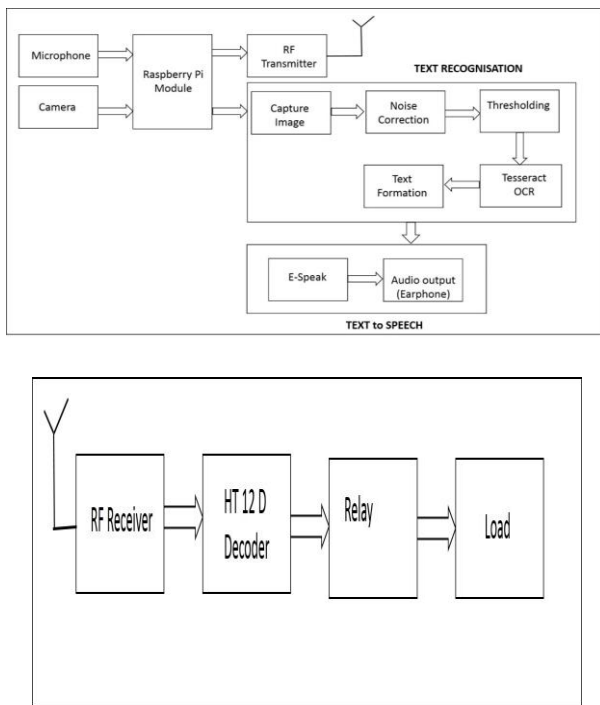 Microphone
Camera
Raspberry Pi
Module
RF
Transmitter
TEXT RECOGNISATION
Capture
Image
Noise
Correction
Thresholding
Text
Formation
Tesseract
OCR
E-Speak
Audio output
(Earphone)
TEXT to SPEECH
RF Receiver
HT 12 D
Decoder
Relay
Load